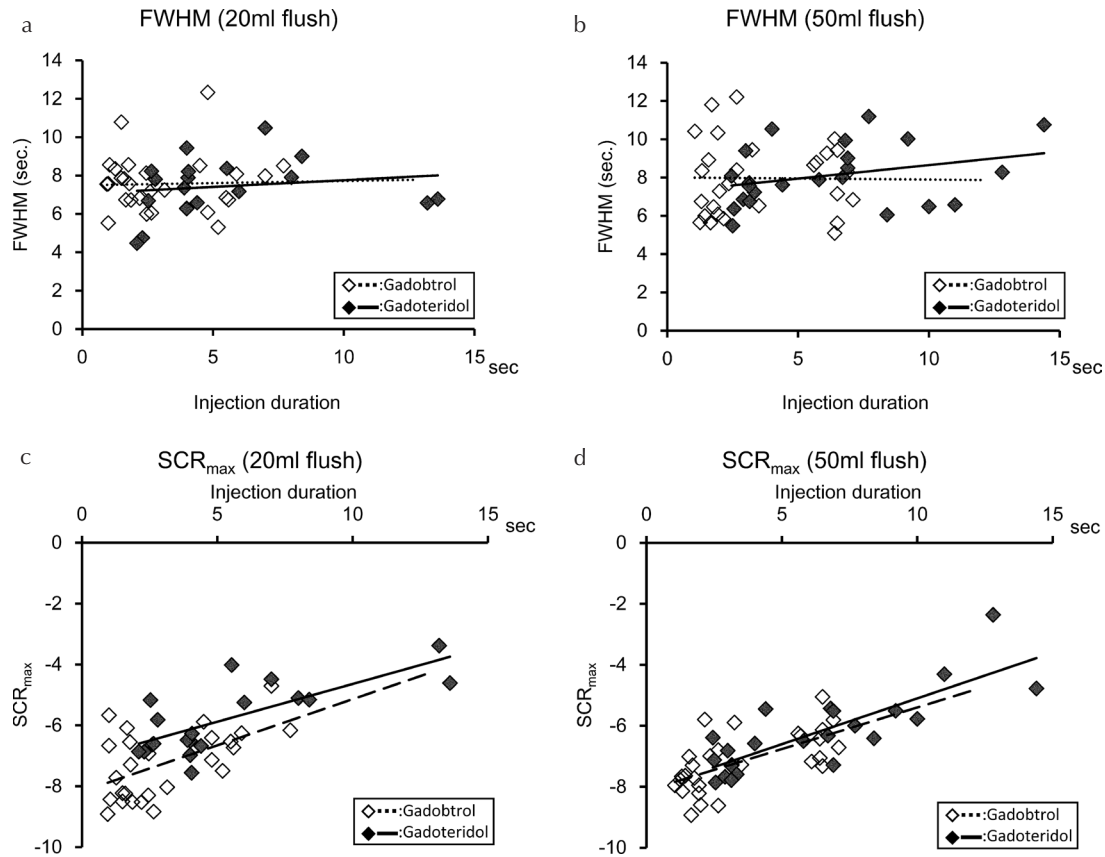 a
FWHM (20ml flush)
14
12
10
8
6
4
2
0
FWHM (sec.)
0 5 10 15 sec
Injection duration
:Gadobtrol
:Gadoteridol
b
FWHM (50ml flush)
14
12
10
8
6
4
2
0
FWHM (sec.)
0 5 10 15 sec
Injection duration
:Gadobtrol
:Gadoteridol
c
SCRmax (20ml flush)
Injection duration
0 5 10 15 sec
0
-2
-4
-6
-8
-10
SCRmax
:Gadobtrol
:Gadoteridol
d
SCRmax (50ml flush)
Injection duration
0 5 10 15 sec
0
-2
-4
-6
-8
-10
SCRmax
:Gadobtrol
:Gadoteridol